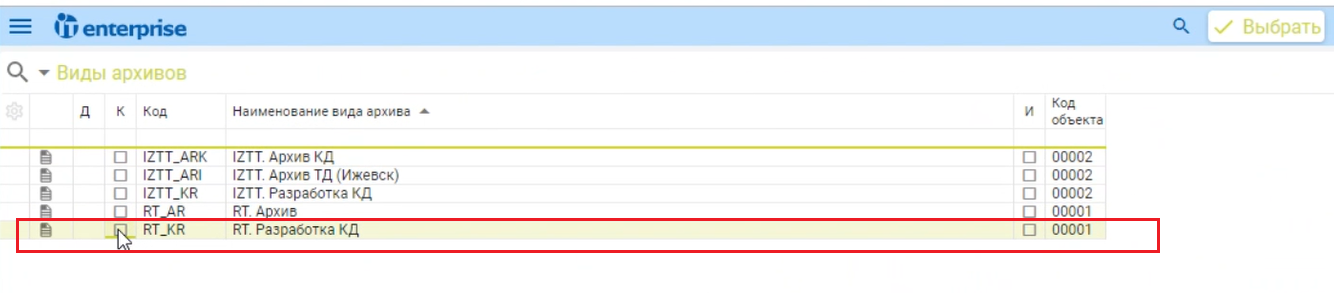 iT enterprise
Выбрать
Виды архивов
Д К Код Наименование вида архива И Код объекта
IZTT_ARK IZTT. Архив КД 00002
IZTT_ARI IZTT. Архив ТД (Ижевск) 00002
IZTT_KR IZTT. Разработка КД 00002
RT_AR RT. Архив 00001
RT_KR RT. Разработка КД 00001